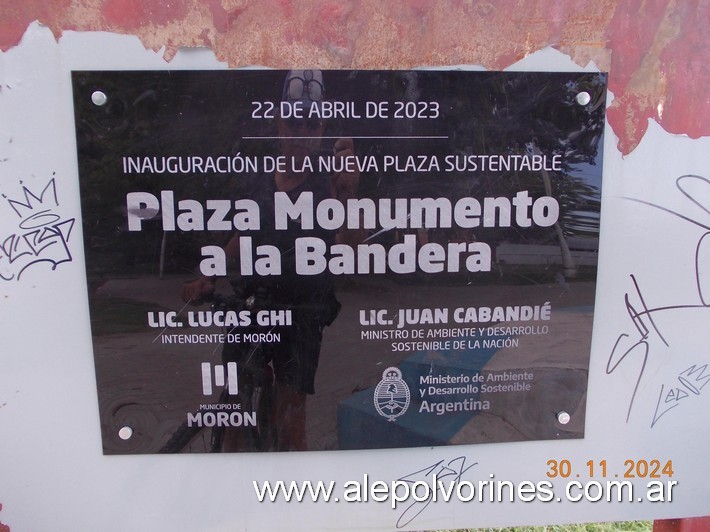 22 DE ABRIL DE 2023
INAUGURACIÓN DE LA NUEVA PLAZA SUSTENTABLE
Plaza Monumento
a la Bandera
LIC. LUCAS GHI
INTENDENTE DE MORÓN
LIC. JUAN CABANDIÉ
MINISTRO DE AMBIENTE Y DESARROLLO
SOSTENIBLE DE LA NACIÓN
MUNICIPIO DE
MORON
Ministerio de Ambiente
y Desarrollo Sostenible
Argentina
30.11.2024
www.alepolvorines.com.ar